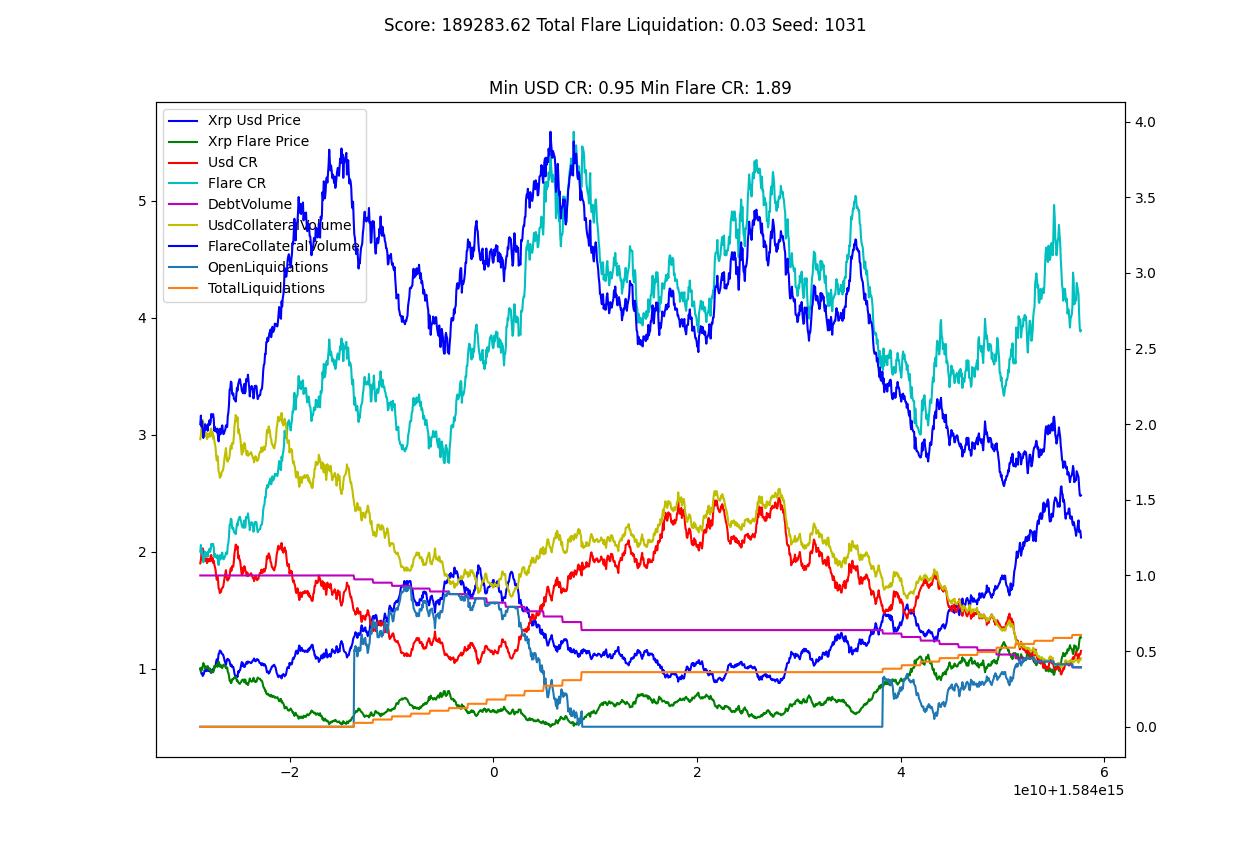 Score: 189283.62 Total Flare Liquidation: 0.03 Seed: 1031
Min USD CR: 0.95 Min Flare CR: 1.89
Xrp Usd Price
Xrp Flare Price
Usd CR
Flare CR
DebtVolume
UsdCollateralVolume
FlareCollateralVolume
OpenLiquidations
TotalLiquidations
5
4
3
2
1
4.0
3.5
3.0
2.5
2.0
1.5
1.0
0.5
0.0
−2 0 2 4 6
1e10+1.584e15